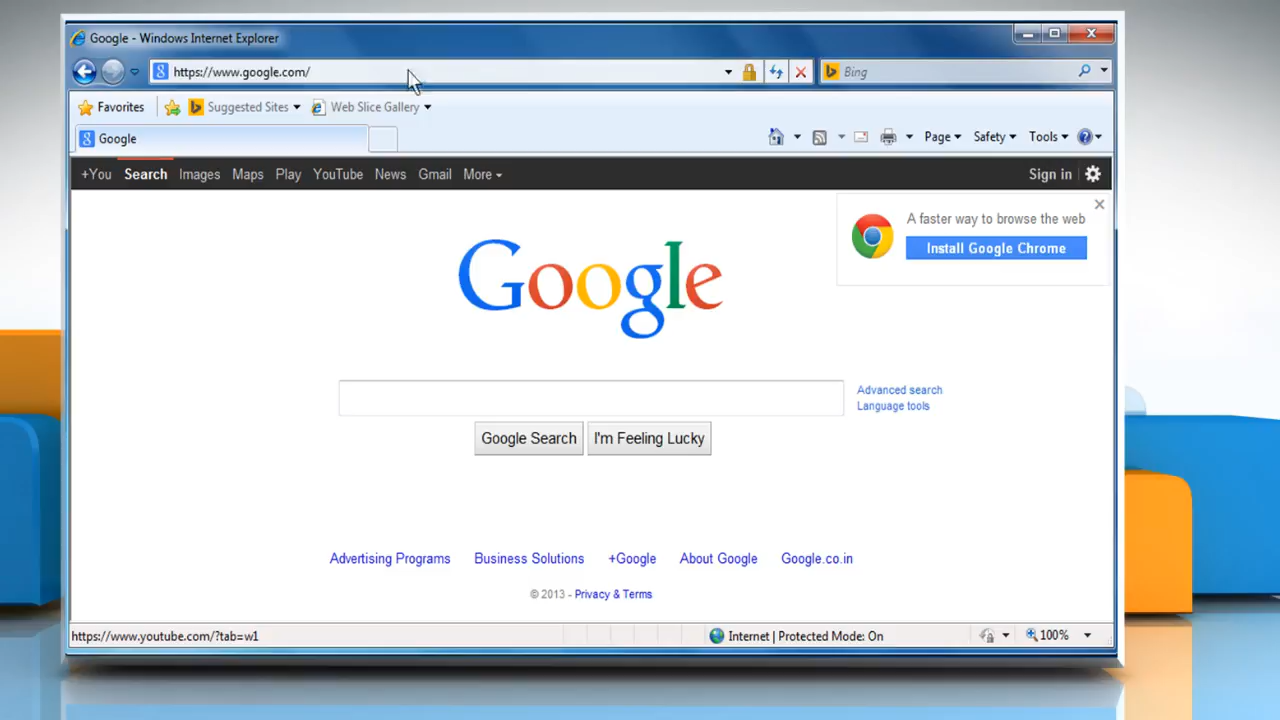 Google - Windows Internet Explorer
https://www.google.com/
Bing
Favorites Suggested Sites Web Slice Gallery
Google
Page Safety Tools
+You Search Images Maps Play YouTube News Gmail More Sign in
A faster way to browse the web
Install Google Chrome
Google
Advanced search
Language tools
Google Search I'm Feeling Lucky
Advertising Programs Business Solutions +Google About Google Google.co.in
© 2013 - Privacy & Terms
https://www.youtube.com/?tab=w1 Internet | Protected Mode: On 100%